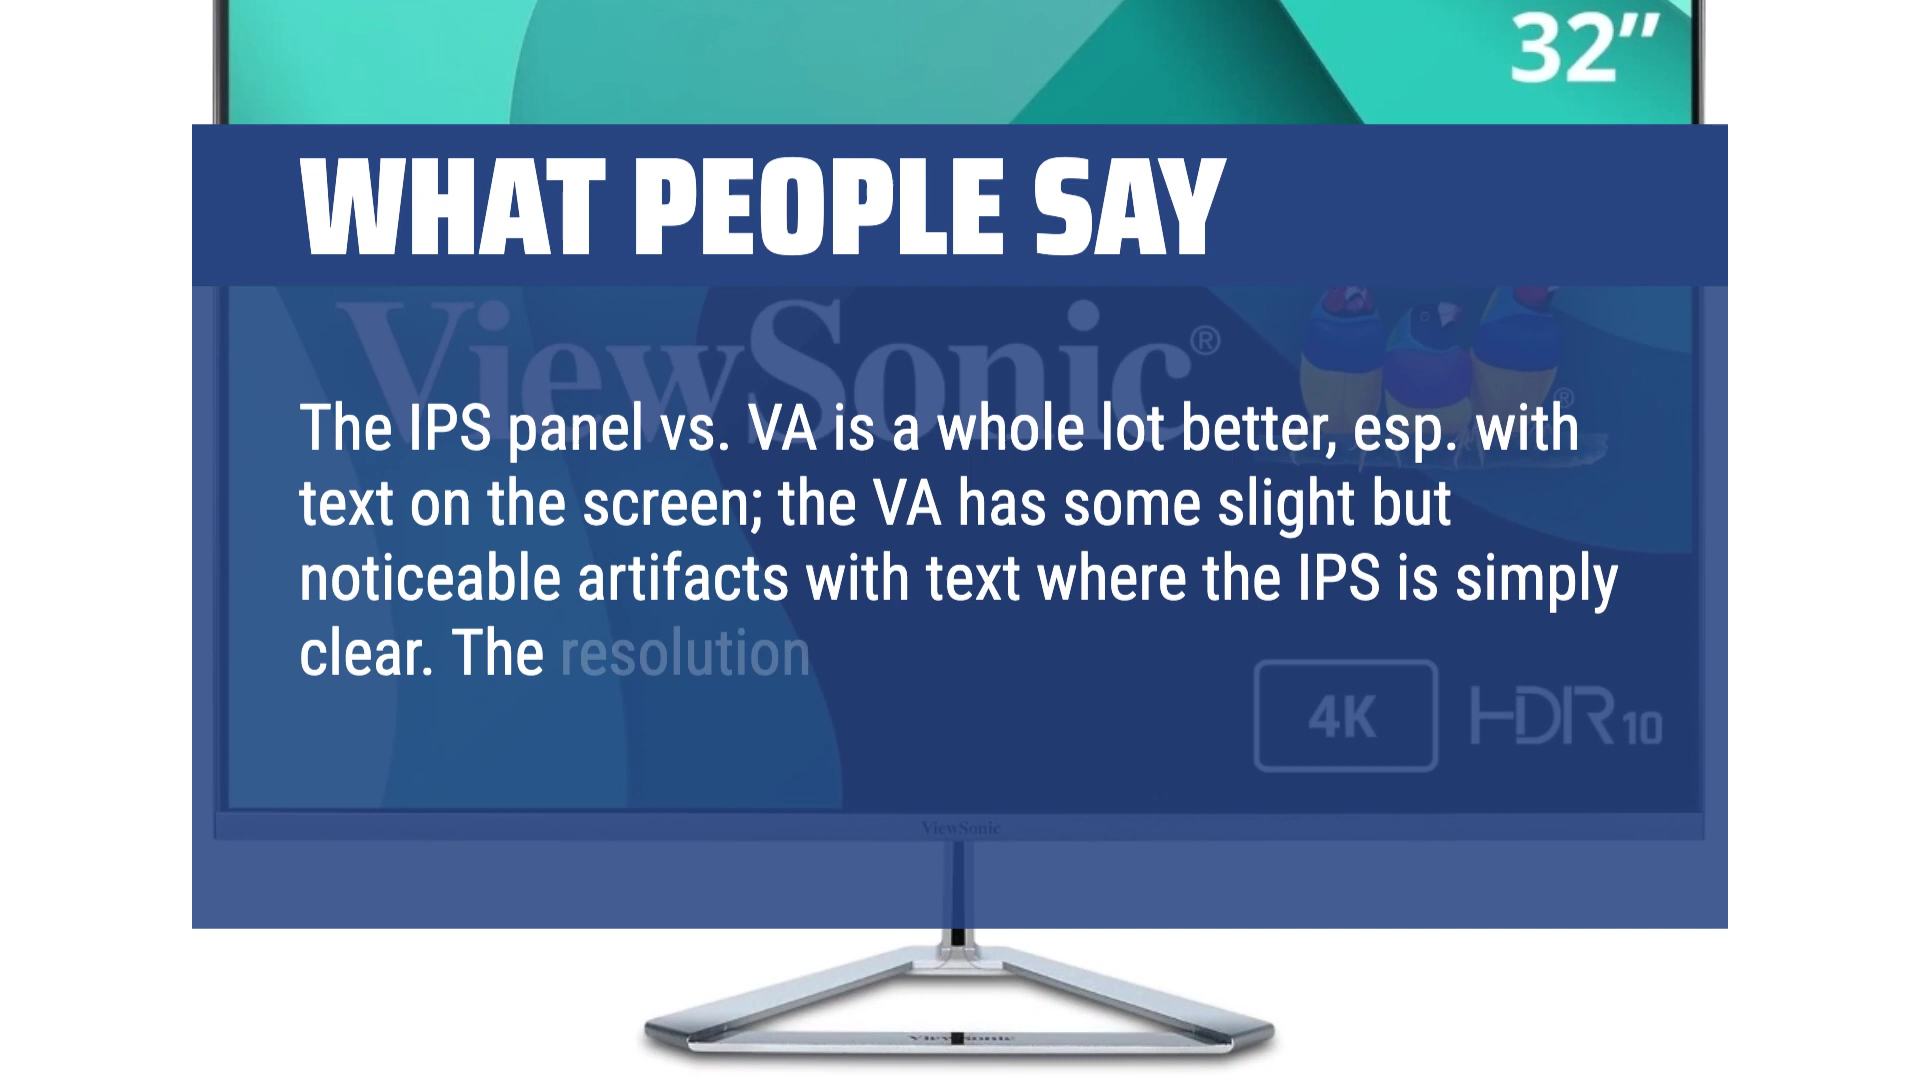 32”
WHAT PEOPLE SAY
ViewSonic®
®
The IPS panel vs. VA is a whole lot better, esp. with
text on the screen; the VA has some slight but
noticeable artifacts with text where the IPS is simply
clear. The resolution
4K HDR10
ViewSonic
ViewSonic